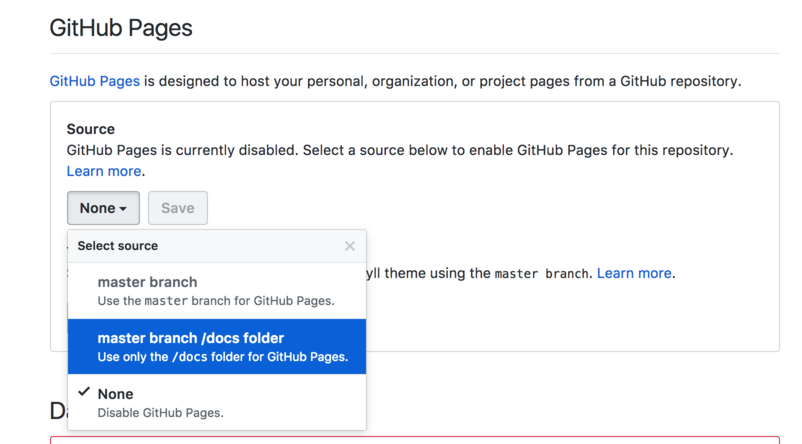 GitHub Pages
GitHub Pages is designed to host your personal, organization, or project pages from a GitHub repository.
Source
GitHub Pages is currently disabled. Select a source below to enable GitHub Pages for this repository.
Learn more.
None Save
Select source
master branch
Use the master branch for GitHub Pages.
theme using the master branch. Learn more.
master branch /docs folder
Use only the /docs folder for GitHub Pages.
None
Disable GitHub Pages.